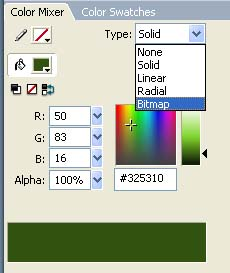 Color Mixer Color Swatches
Type: Solid
None
Solid
Linear
Radial
Bitmap
R: 50
G: 83
B: 16
Alpha: 100% #325310